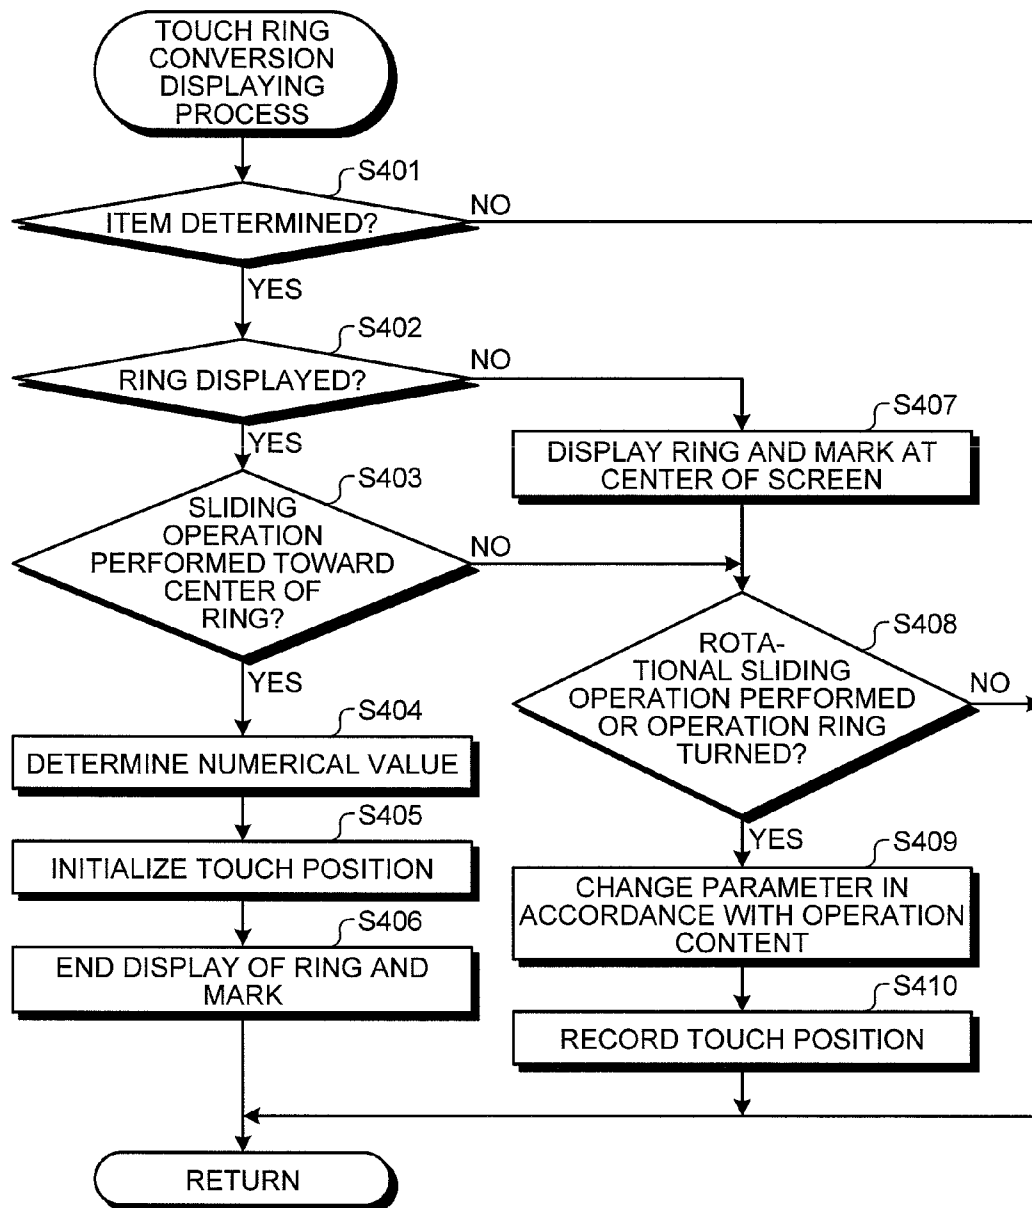 TOUCH RING
CONVERSION
DISPLAYING
PROCESS
S401
ITEM DETERMINED?
NO
YES
S402
RING DISPLAYED?
NO
YES
S407
DISPLAY RING AND MARK AT
CENTER OF SCREEN
S403
SLIDING
OPERATION
PERFORMED TOWARD
CENTER OF
RING?
NO
YES
S408
ROTA-
TIONAL SLIDING
OPERATION PERFORMED
OR OPERATION RING
TURNED?
NO
YES
S404
DETERMINE NUMERICAL VALUE
S405
INITIALIZE TOUCH POSITION
S406
END DISPLAY OF RING AND
MARK
S409
CHANGE PARAMETER IN
ACCORDANCE WITH OPERATION
CONTENT
S410
RECORD TOUCH POSITION
RETURN